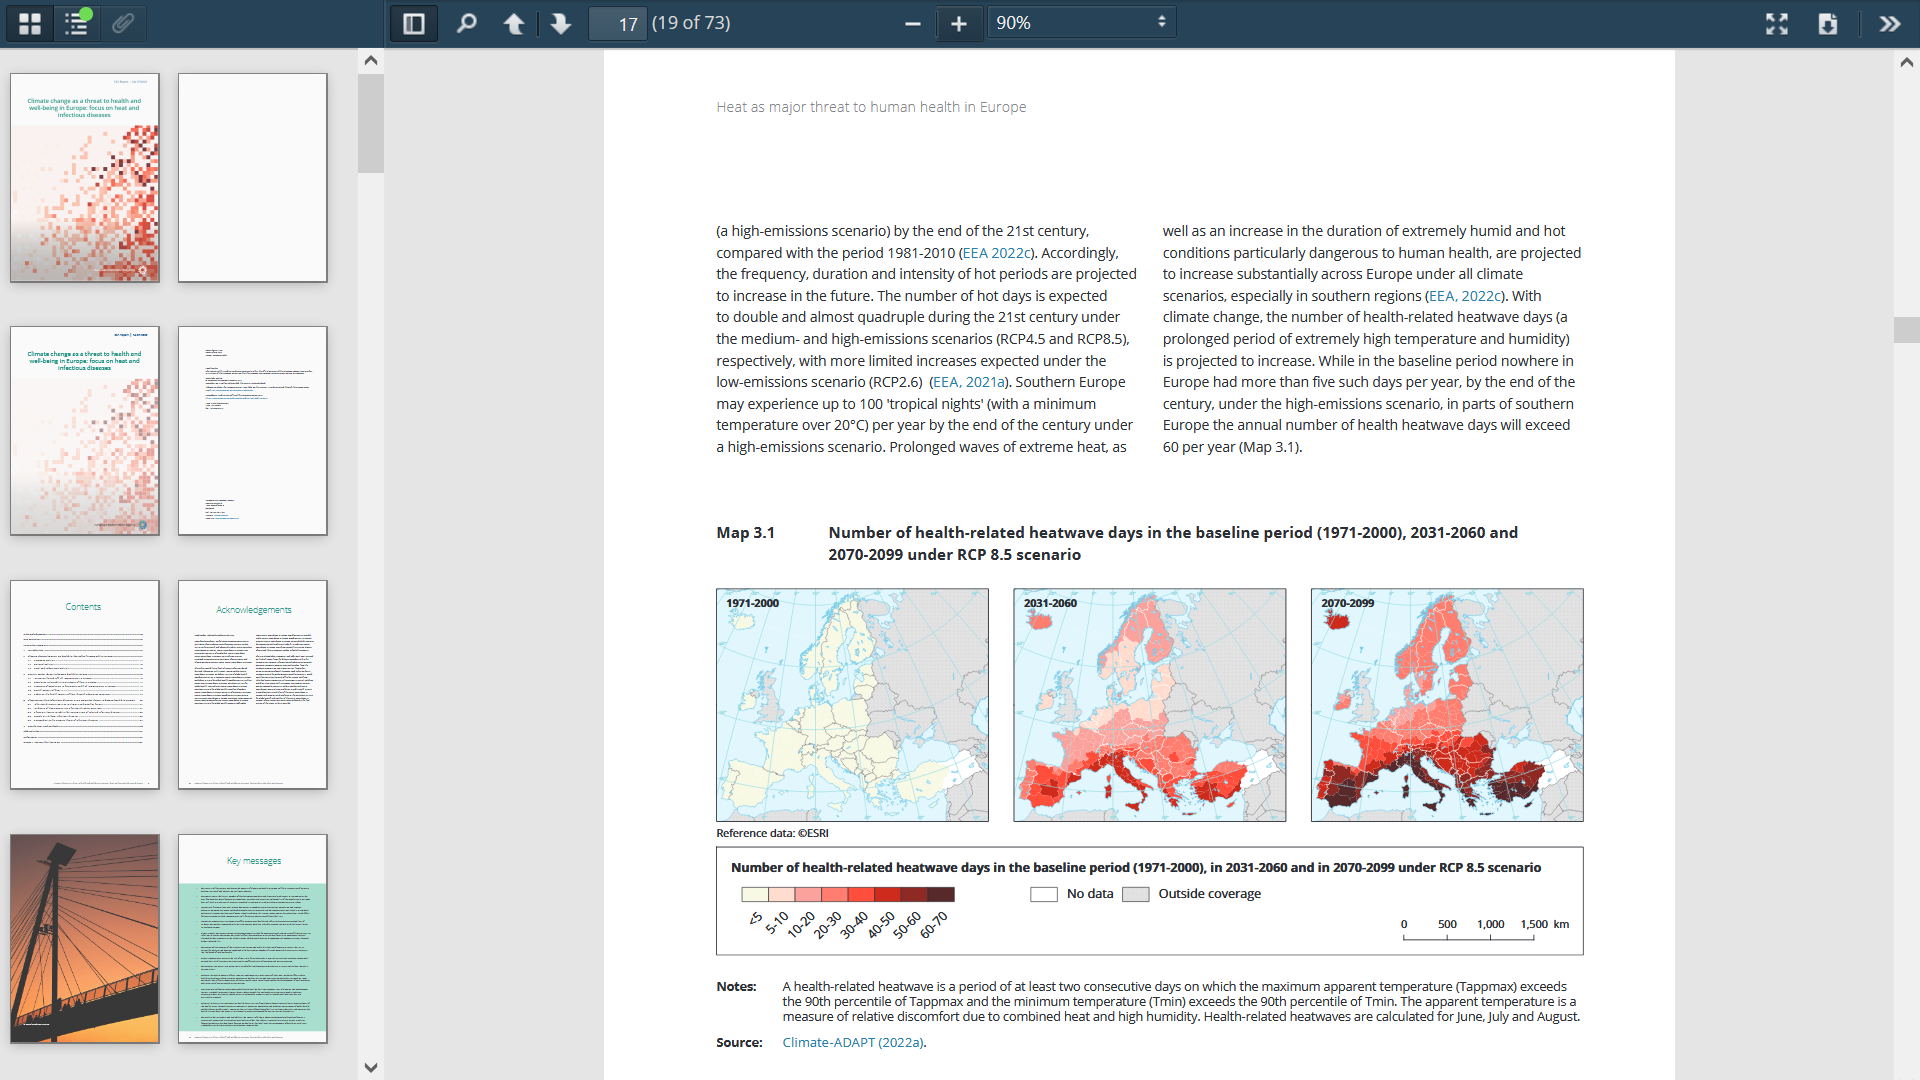 17 (19 of 73) 90%
Climate change as a threat to health and
well-being in Europe: focus on heat and
infectious diseases
Climate change as a threat to health and
well-being in Europe: focus on heat and
infectious diseases
Contents
Acknowledgements
Key messages
Heat as major threat to human health in Europe
(a high-emissions scenario) by the end of the 21st century,
compared with the period 1981-2010 (EEA 2022c). Accordingly,
the frequency, duration and intensity of hot periods are projected
to increase in the future. The number of hot days is expected
to double and almost quadruple during the 21st century under
the medium- and high-emissions scenarios (RCP4.5 and RCP8.5),
respectively, with more limited increases expected under the
low-emissions scenario (RCP2.6)  (EEA, 2021a). Southern Europe
may experience up to 100 'tropical nights' (with a minimum
temperature over 20°C) per year by the end of the century under
a high-emissions scenario. Prolonged waves of extreme heat, as
well as an increase in the duration of extremely humid and hot
conditions particularly dangerous to human health, are projected
to increase substantially across Europe under all climate
scenarios, especially in southern regions (EEA, 2022c). With
climate change, the number of health-related heatwave days (a
prolonged period of extremely high temperature and humidity)
is projected to increase. While in the baseline period nowhere in
Europe had more than five such days per year, by the end of the
century, under the high-emissions scenario, in parts of southern
Europe the annual number of health heatwave days will exceed
60 per year (Map 3.1).
Map 3.1 Number of health-related heatwave days in the baseline period (1971-2000), 2031-2060 and
2070-2099 under RCP 8.5 scenario
1971-2000
2031-2060
2070-2099
Reference data: ©ESRI
Number of health-related heatwave days in the baseline period (1971-2000), in 2031-2060 and in 2070-2099 under RCP 8.5 scenario
<5 5-10 10-20 20-30 30-40 40-50 50-60 60-70
No data Outside coverage
0 500 1,000 1,500 km
Notes: A health-related heatwave is a period of at least two consecutive days on which the maximum apparent temperature (Tappmax) exceeds
the 90th percentile of Tappmax and the minimum temperature (Tmin) exceeds the 90th percentile of Tmin. The apparent temperature is a
measure of relative discomfort due to combined heat and high humidity. Health-related heatwaves are calculated for June, July and August.
Source: Climate-ADAPT (2022a).